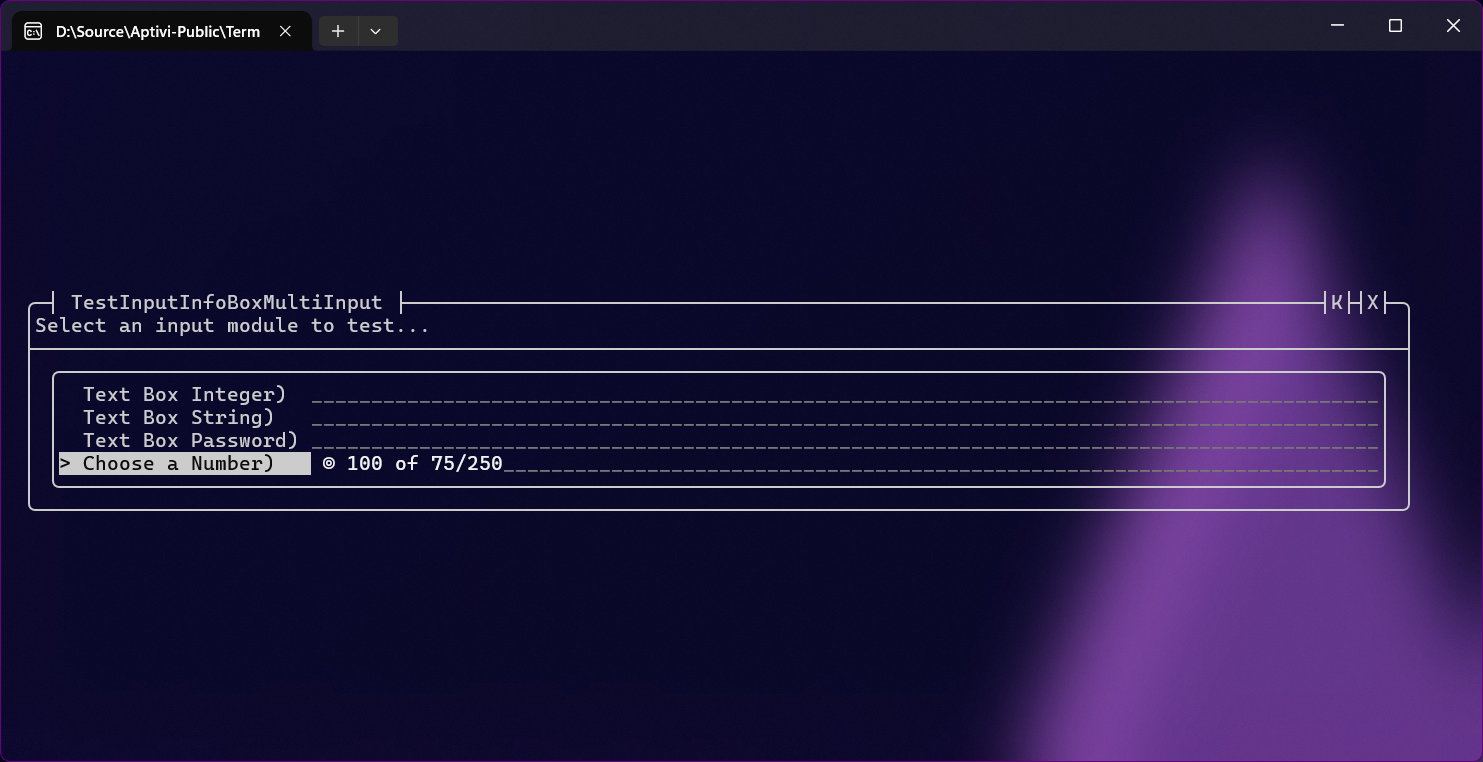 D:\Source\Aptivi-Public\Term
TestInputInfoBoxMultiInput K X
Select an input module to test...
Text Box Integer)
Text Box String)
Text Box Password)
> Choose a Number) ◎ 100 of 75/250